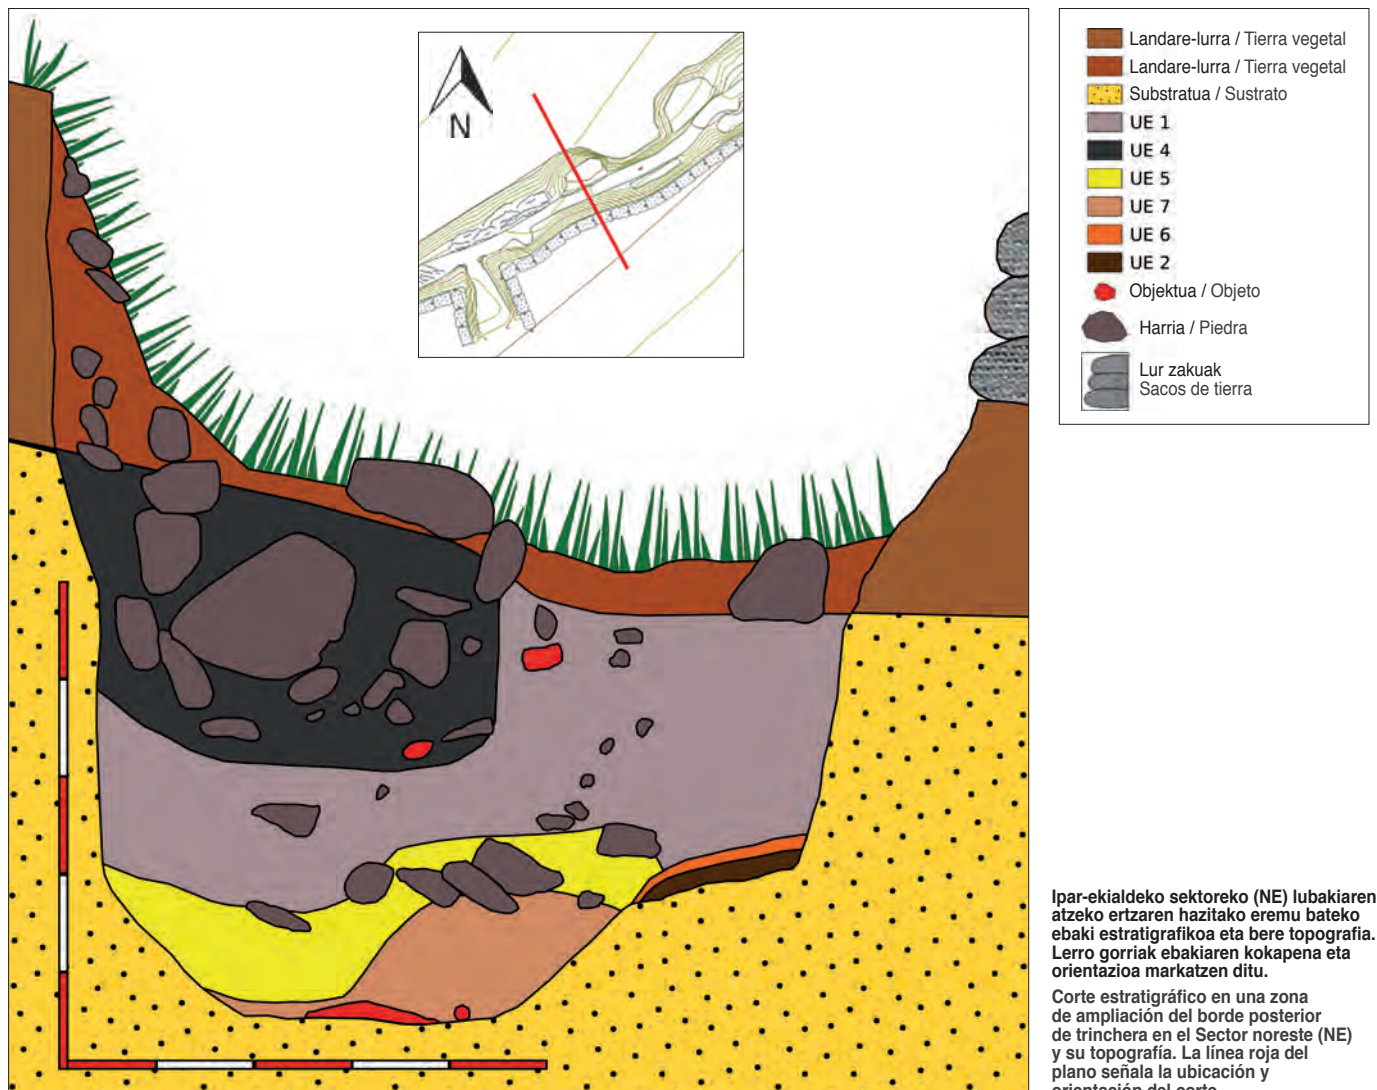 N
Landare-lurra / Tierra vegetal
Landare-lurra / Tierra vegetal
Substratua / Sustrato
UE 1
UE 4
UE 5
UE 7
UE 6
UE 2
Objektua / Objeto
Harria / Piedra
Lur zakuak
Sacos de tierra
Ipar-ekialdeko sektoreko (NE) lubakiaren
atzeko ertzaren hazitako eremu bateko
ebaki estratigrafikoa eta bere topografia.
Lerro gorriak ebakiaren kokapena eta
orientazioa markatzen ditu.
Corte estratigráfico en una zona
de ampliación del borde posterior
de trinchera en el Sector noreste (NE)
y su topografía. La línea roja del
plano señala la ubicación y
orientación del corte